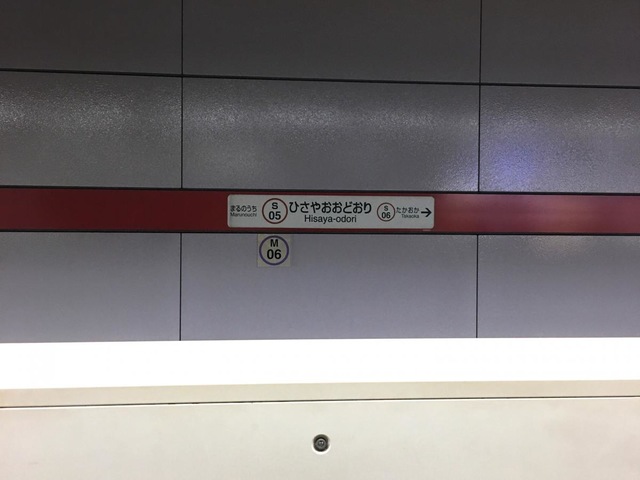 まるのうち
Marunouchi
S
05
ひさやおおどおり
Hisaya-odori
S
06
たかおか
Takaoka
M
06